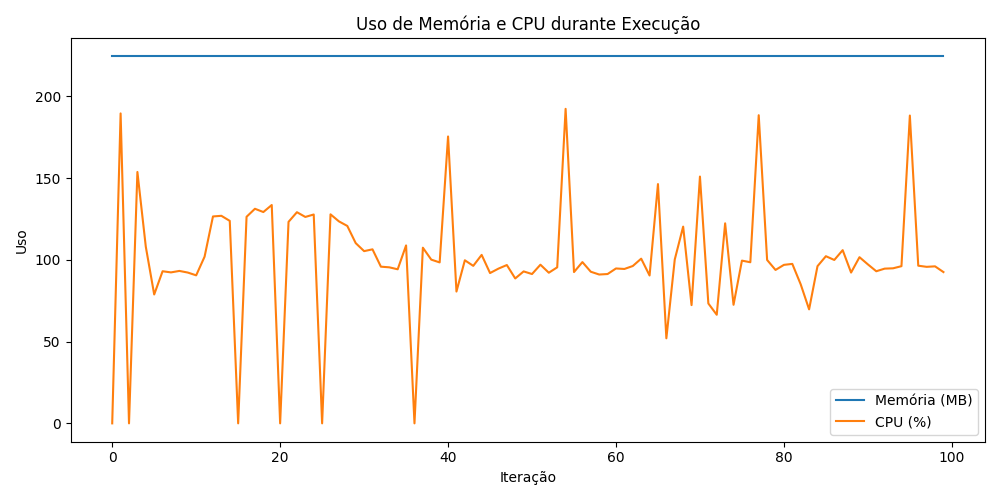 Uso de Memória e CPU durante Execução
Uso
200
150
100
50
0
0 20 40 60 80 100
Iteração
Memória (MB)
CPU (%)